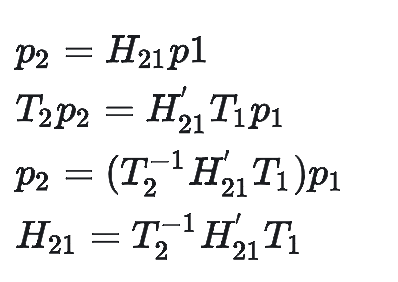 p₂ = H₂₁p1
T₂p₂ = H′₂₁T₁p₁
p₂ = (T₂⁻¹H′₂₁T₁)p₁
H₂₁ = T₂⁻¹H′₂₁T₁